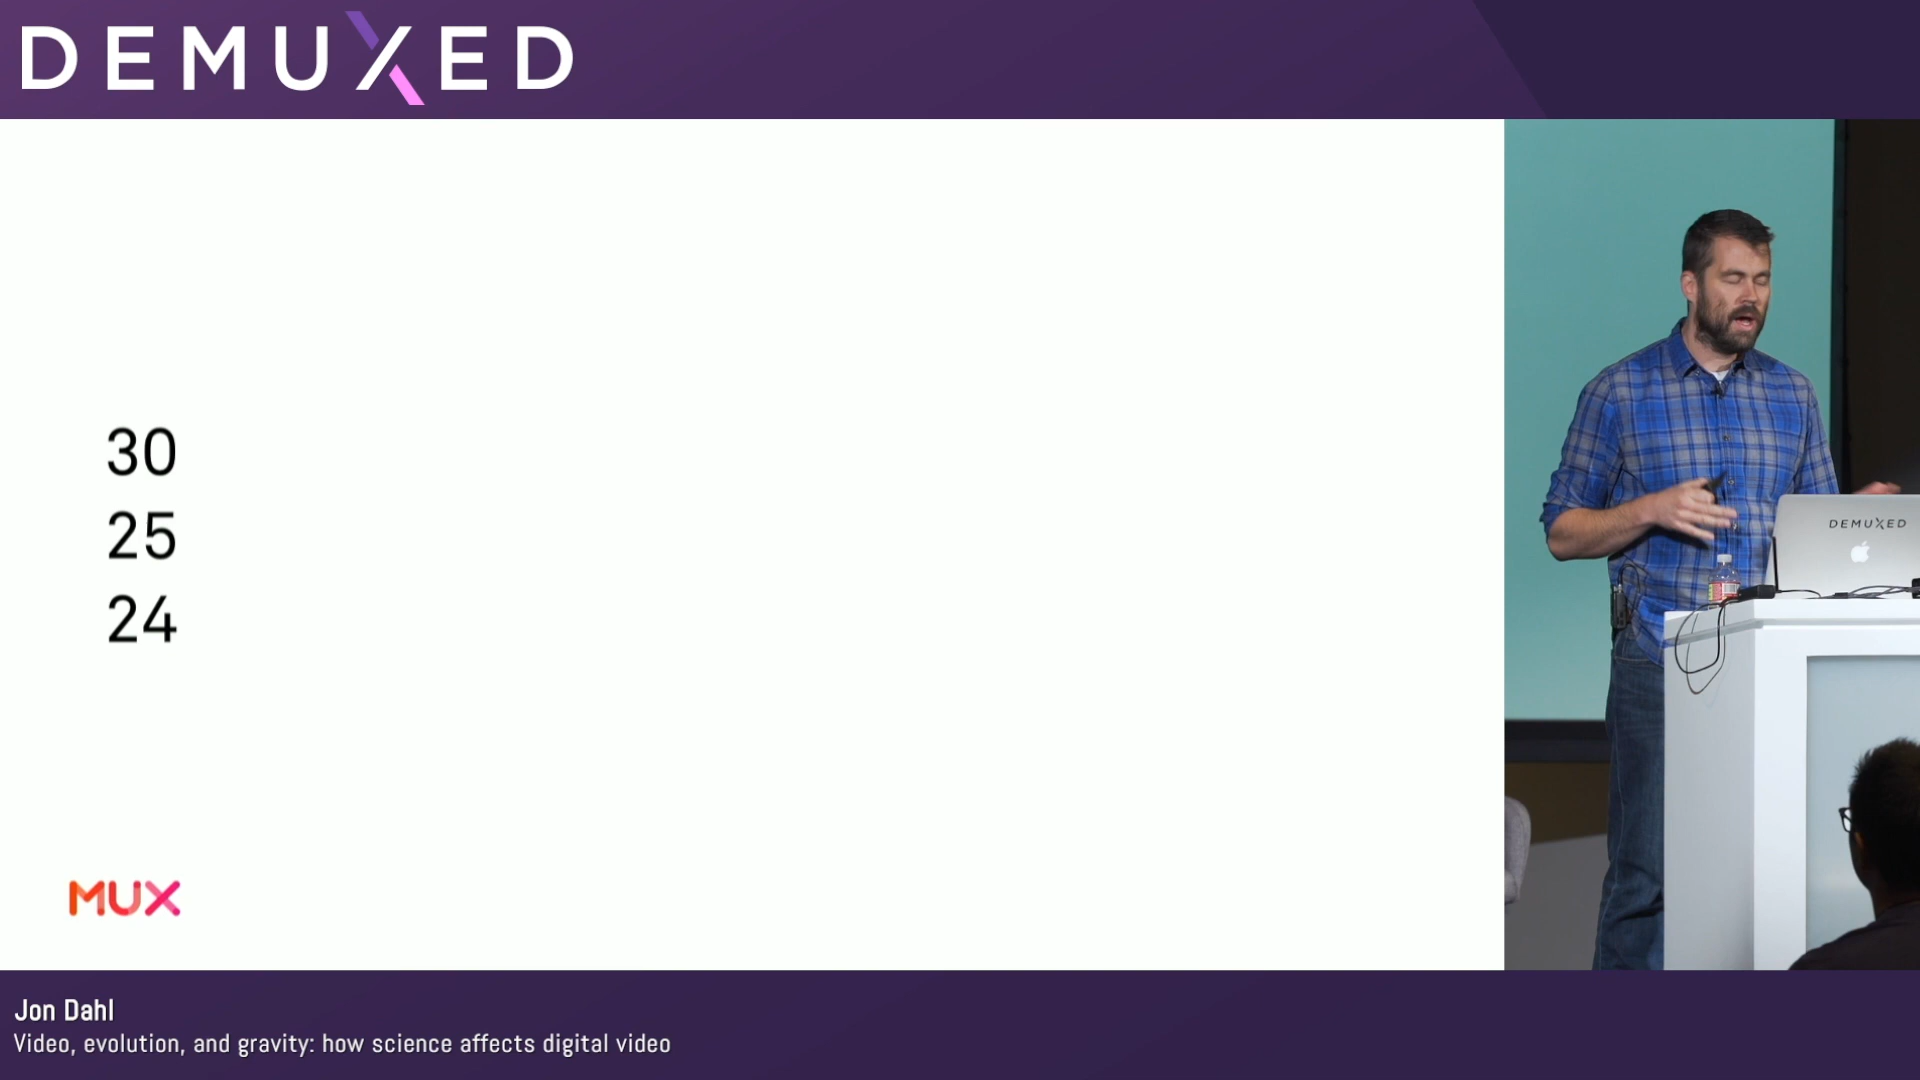 DEMUXED
30
25
24
DEMUXED
MUX
Jon Dahl
Video, evolution, and gravity: how science affects digital video